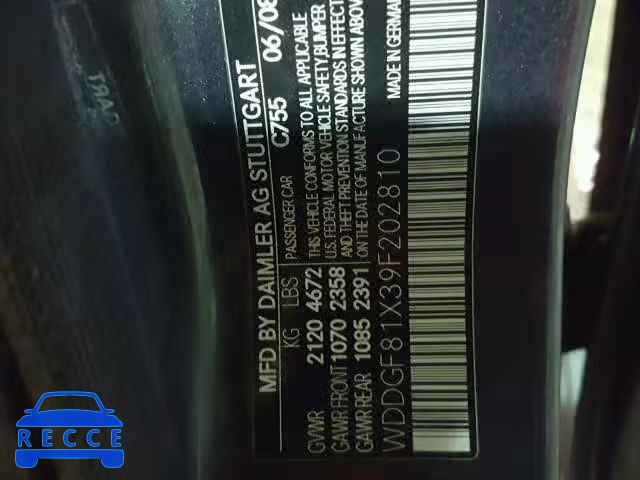 MFD BY DAIMLER AG STUTTGART
C755 06/08
KG LBS PASSENGER CAR
GVWR 2120 4672 THIS VEHICLE CONFORMS TO ALL APPLICABLE
GAWR FRONT 1070 2358 U.S. FEDERAL MOTOR VEHICLE SAFETY, BUMPER
GAWR REAR 1085 2391 AND THEFT PREVENTION STANDARDS IN EFFECT
ON THE DATE OF MANUFACTURE SHOWN ABOVE
WDDGF81X39F202810 MADE IN GERMANY
RECCE